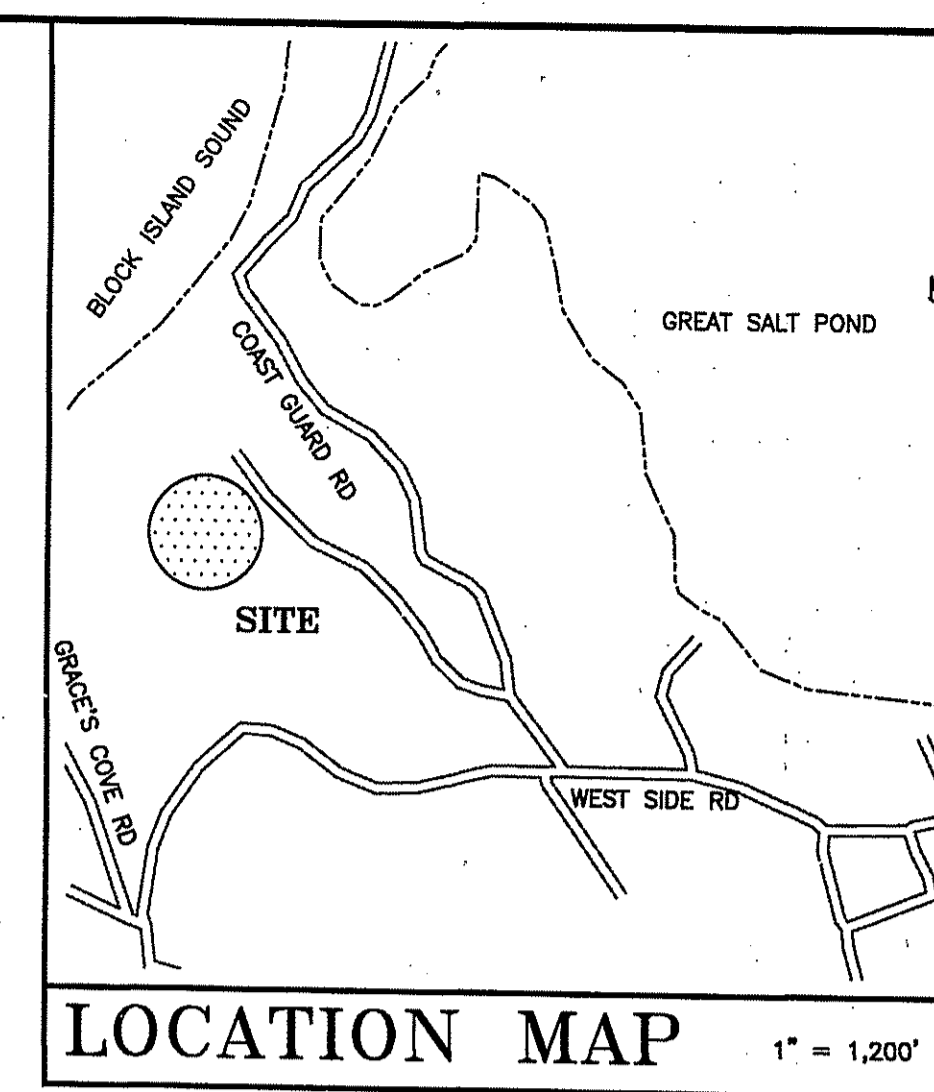 BLOCK ISLAND SOUND
GREAT SALT POND
COAST GUARD RD
SITE
GRACE'S COVE RD
WEST SIDE RD
LOCATION MAP
1" = 1,200'